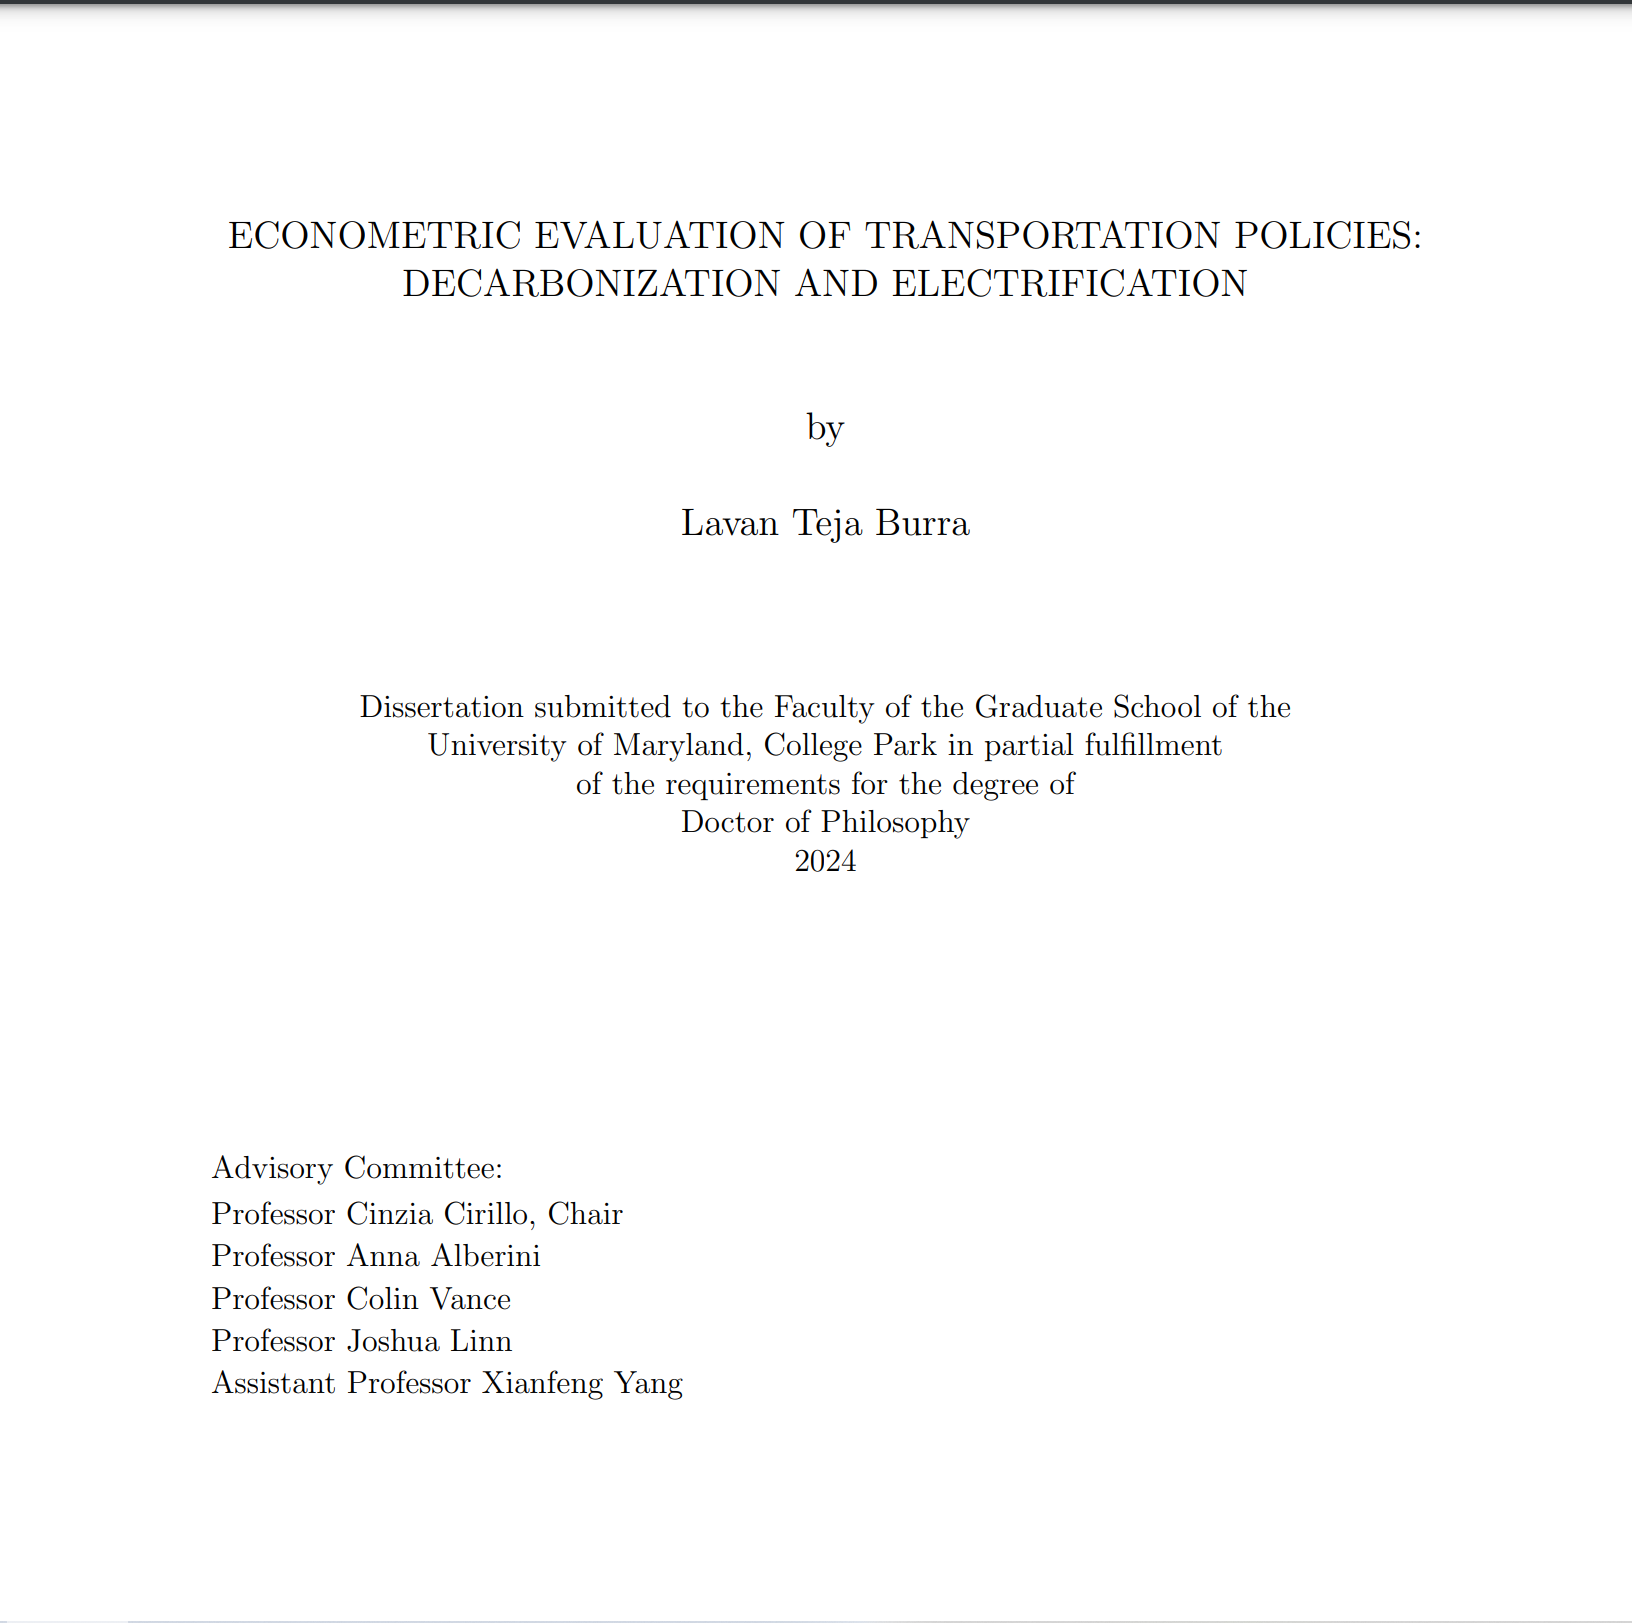 ECONOMETRIC EVALUATION OF TRANSPORTATION POLICIES:
DECARBONIZATION AND ELECTRIFICATION
by
Lavan Teja Burra
Dissertation submitted to the Faculty of the Graduate School of the
University of Maryland, College Park in partial fulfillment
of the requirements for the degree of
Doctor of Philosophy
2024
Advisory Committee:
Professor Cinzia Cirillo, Chair
Professor Anna Alberini
Professor Colin Vance
Professor Joshua Linn
Assistant Professor Xianfeng Yang